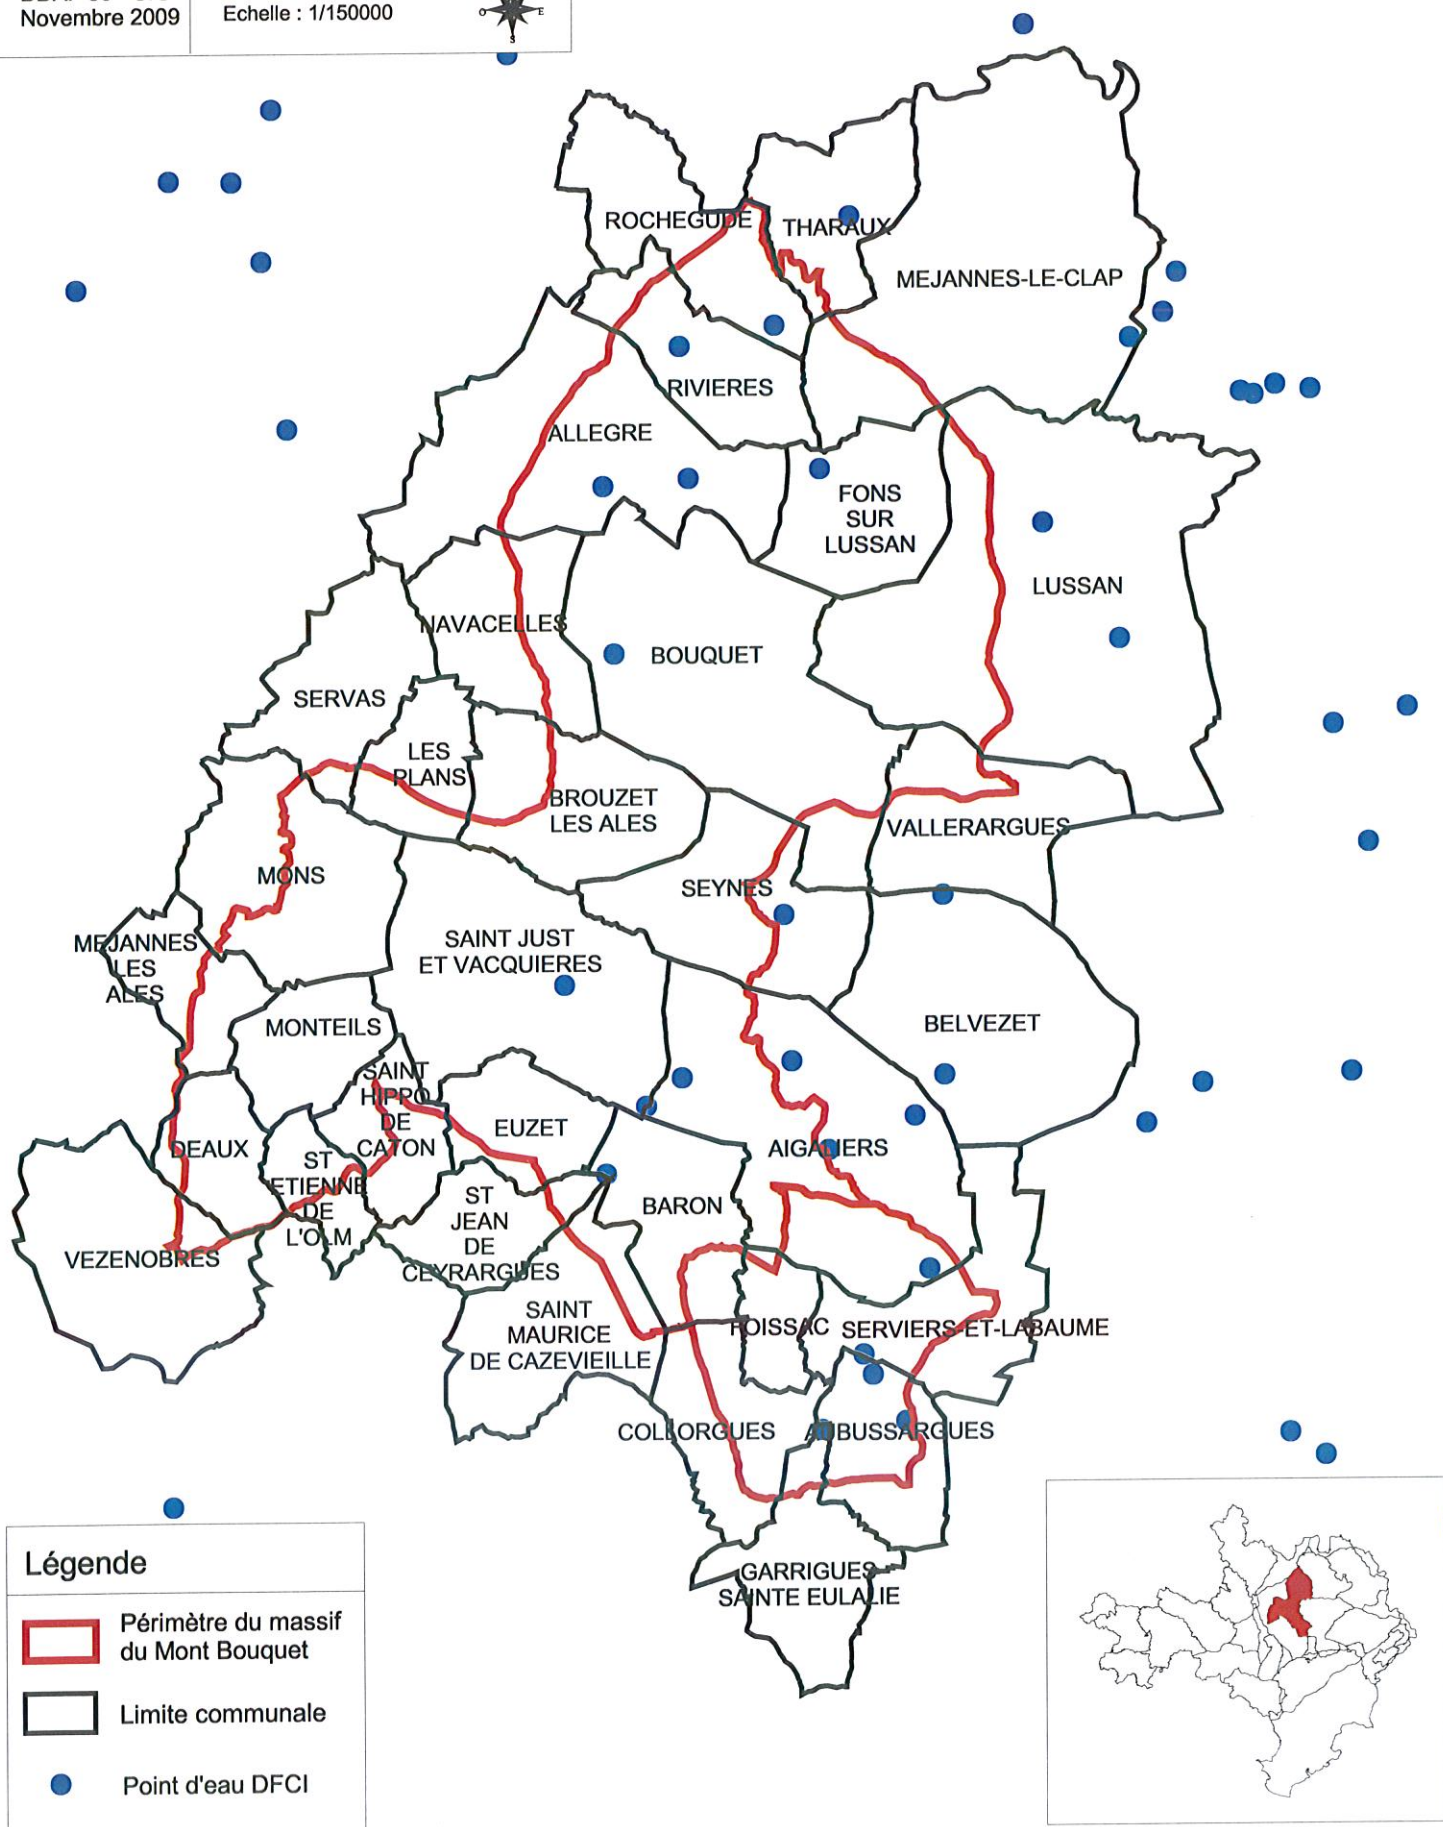 Novembre 2009
Echelle : 1/150000
O
E
S
ROCHEGUDE
THARAUX
MEJANNES-LE-CLAP
RIVIERES
ALLEGRE
FONS
SUR
LUSSAN
LUSSAN
NAVACELLES
BOUQUET
SERVAS
LES
PLANS
BROUZET
LES ALES
VALLERARGUES
MONS
SEYNES
MEJANNES
LES
ALES
SAINT JUST
ET VACQUIERES
MONTEILS
BELVEZET
SAINT
HIPPO
DE
CATON
EUZET
DEAUX
AIGALIERS
ST
ETIENNE
DE
L'OLM
ST
JEAN
DE
CEYRARGUES
BARON
VEZENOBRES
SAINT
MAURICE
DE CAZEVIEILLE
FOISSAC
SERVIERS-ET-LABAUME
COLLORGUES
AUBUSSARGUES
GARRIGUES
SAINTE EULALIE
Légende
Périmètre du massif
du Mont Bouquet
Limite communale
Point d'eau DFCI